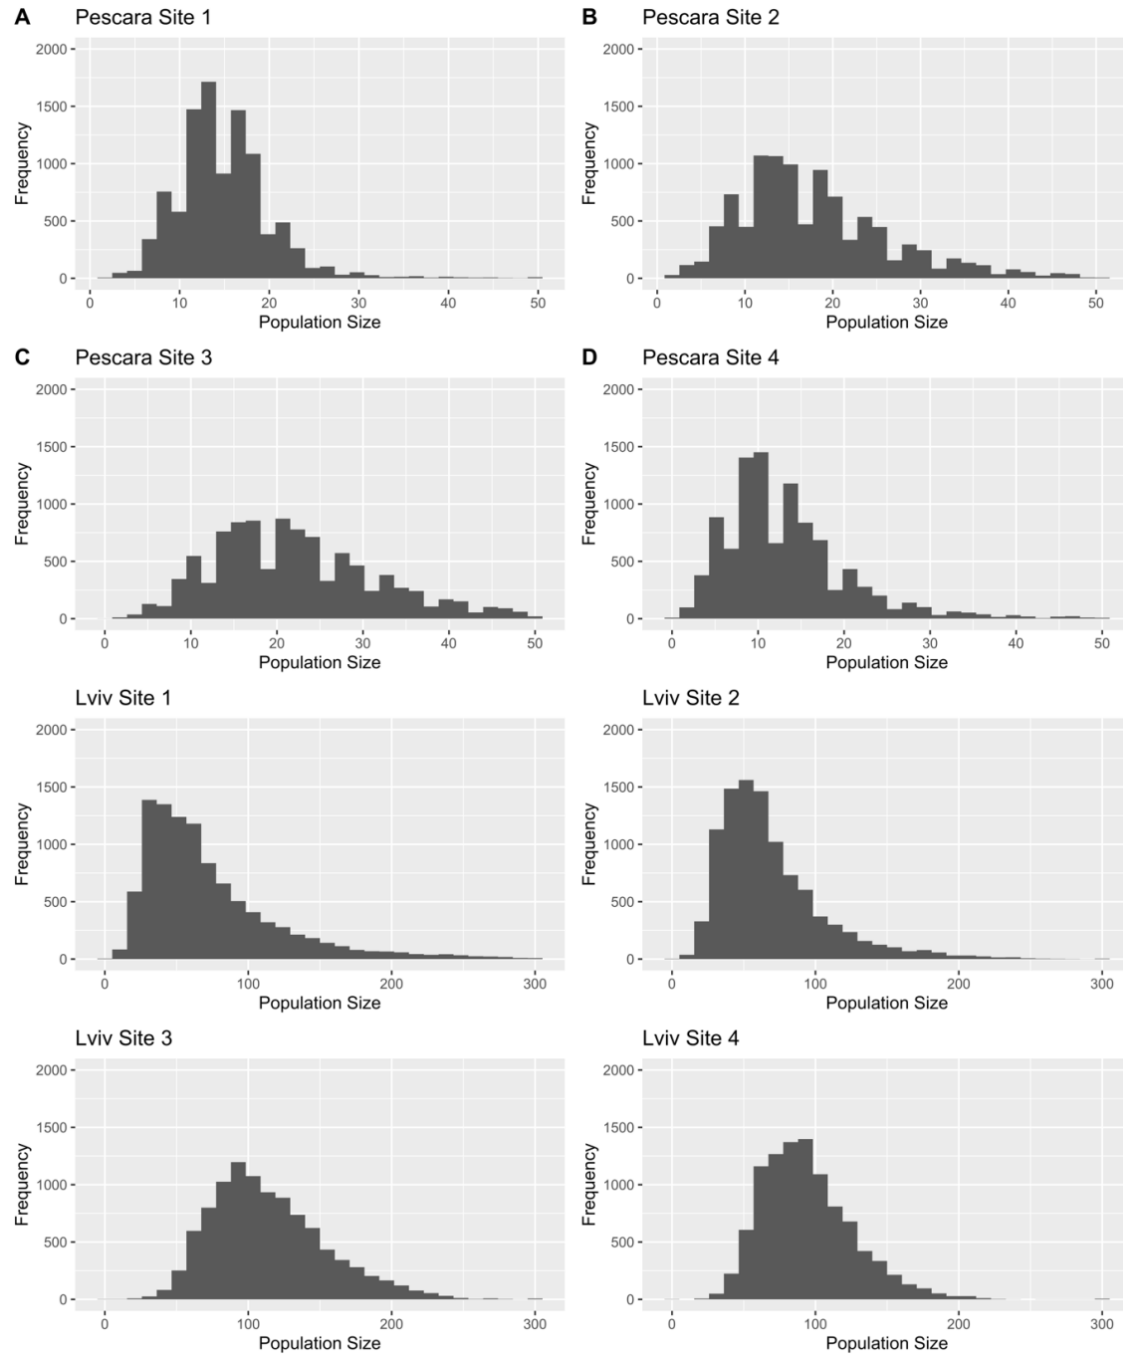 A Pescara Site 1
2000
1500
1000
500
0
Frequency
0 10 20 30 40 50
Population Size
B Pescara Site 2
2000
1500
1000
500
0
Frequency
0 10 20 30 40 50
Population Size
C Pescara Site 3
2000
1500
1000
500
0
Frequency
0 10 20 30 40 50
Population Size
D Pescara Site 4
2000
1500
1000
500
0
Frequency
0 10 20 30 40 50
Population Size
Lviv Site 1
2000
1500
1000
500
0
Frequency
0 100 200 300
Population Size
Lviv Site 2
2000
1500
1000
500
0
Frequency
0 100 200 300
Population Size
Lviv Site 3
2000
1500
1000
500
0
Frequency
0 100 200 300
Population Size
Lviv Site 4
2000
1500
1000
500
0
Frequency
0 100 200 300
Population Size